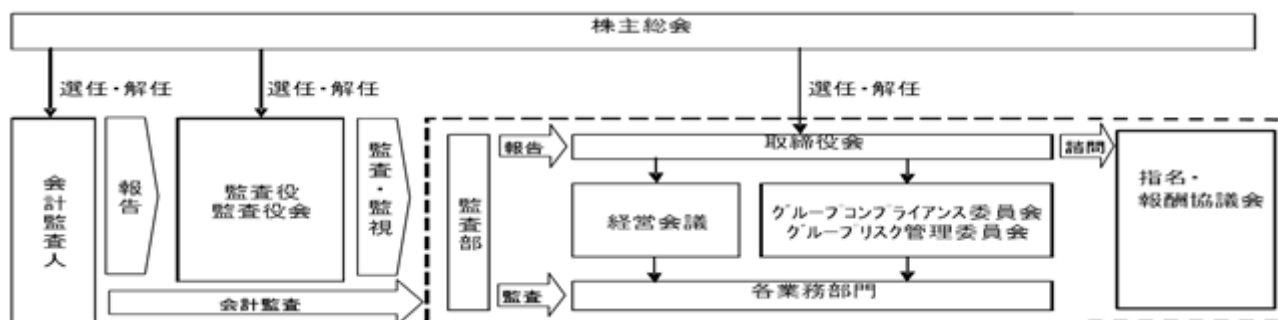 株主総会
選任・解任
選任・解任
選任・解任
会計監査人
報告
監査役
監査役会
監査・監視
監査部
報告
取締役会
諮問
指名・
報酬協議会
経営会議
グループコンプライアンス委員会
グループリスク管理委員会
会計監査
監査
各業務部門